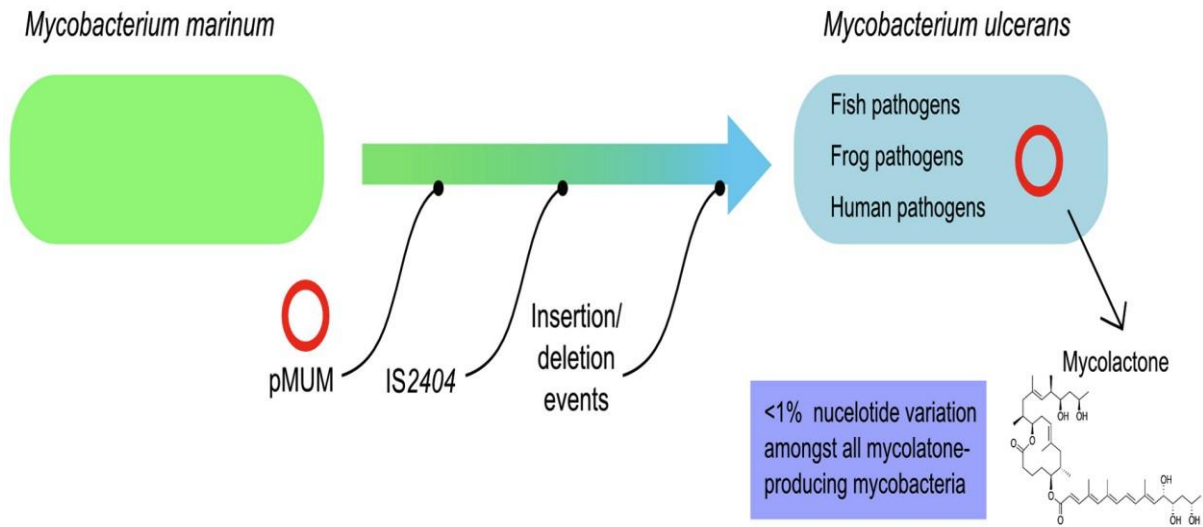 Mycobacterium marinum
Mycobacterium ulcerans
Fish pathogens
Frog pathogens
Human pathogens
pMUM
IS2404
Insertion/
deletion
events
<1% nucelotide variation
amongst all mycolatone-
producing mycobacteria
Mycolactone
OH OH
O
O
O
O
OH
OH OH